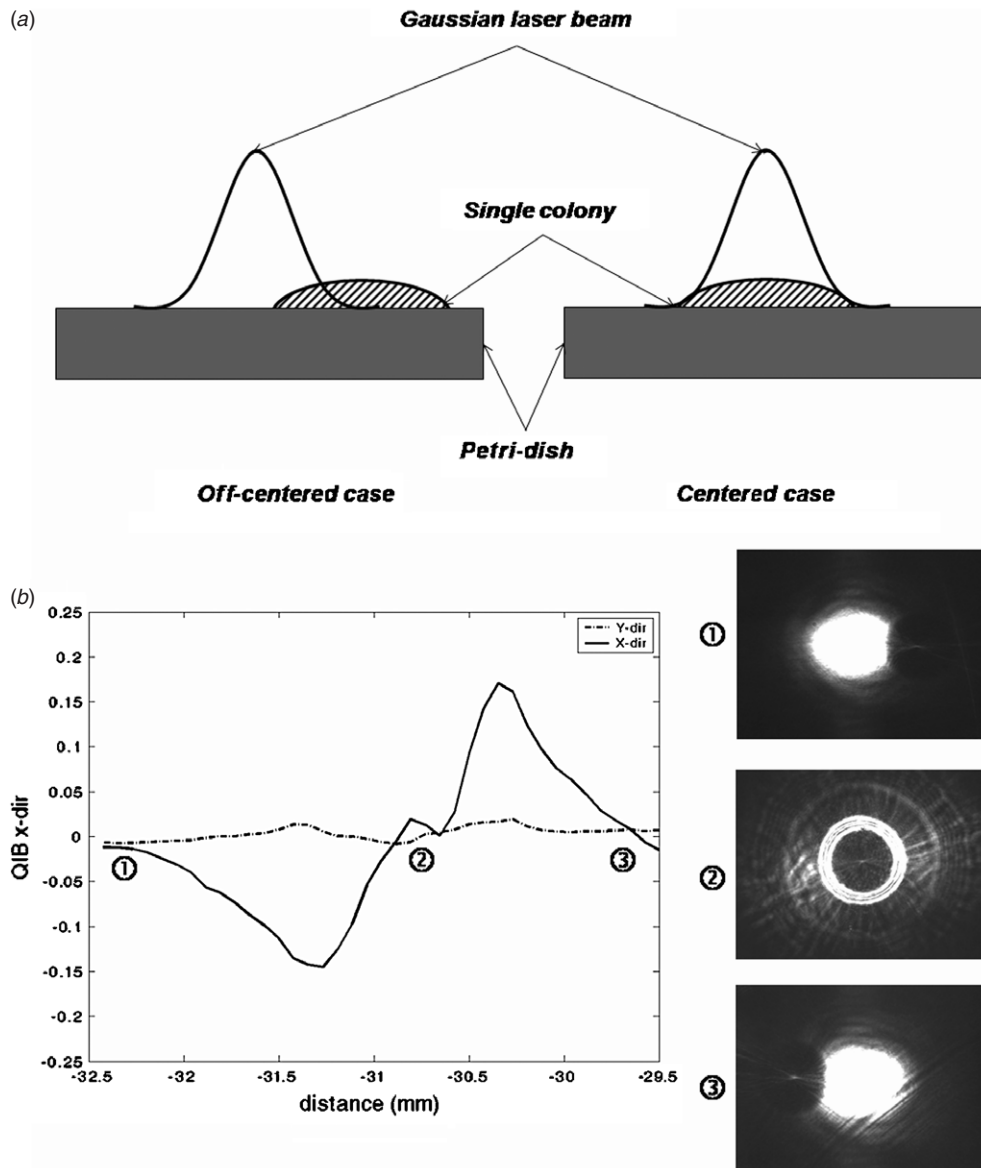 (a)
Gaussian laser beam
Single colony
Petri-dish
Off-centered case
Centered case
(b)
0.25
0.2
0.15
0.1
0.05
0
-0.05
-0.1
-0.15
-0.2
-0.25
QIB x-dir
-32.5
-32
-31.5
-31
-30.5
-30
-29.5
distance (mm)
Y-dir
X-dir
①
②
③
①
②
③